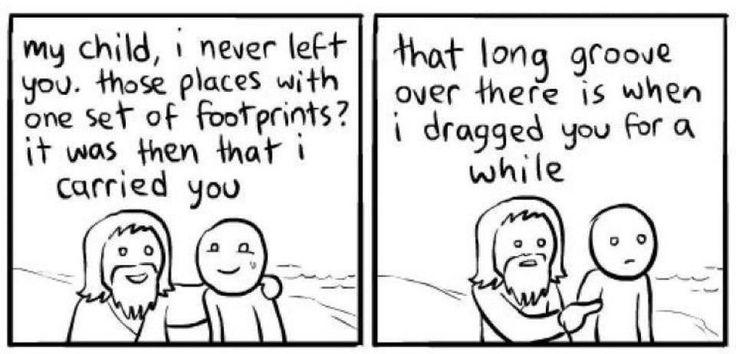 my child, i never left
you. those places with
one set of footprints?
it was then that i
carried you
that long groove
over there is when
i dragged you for a
while